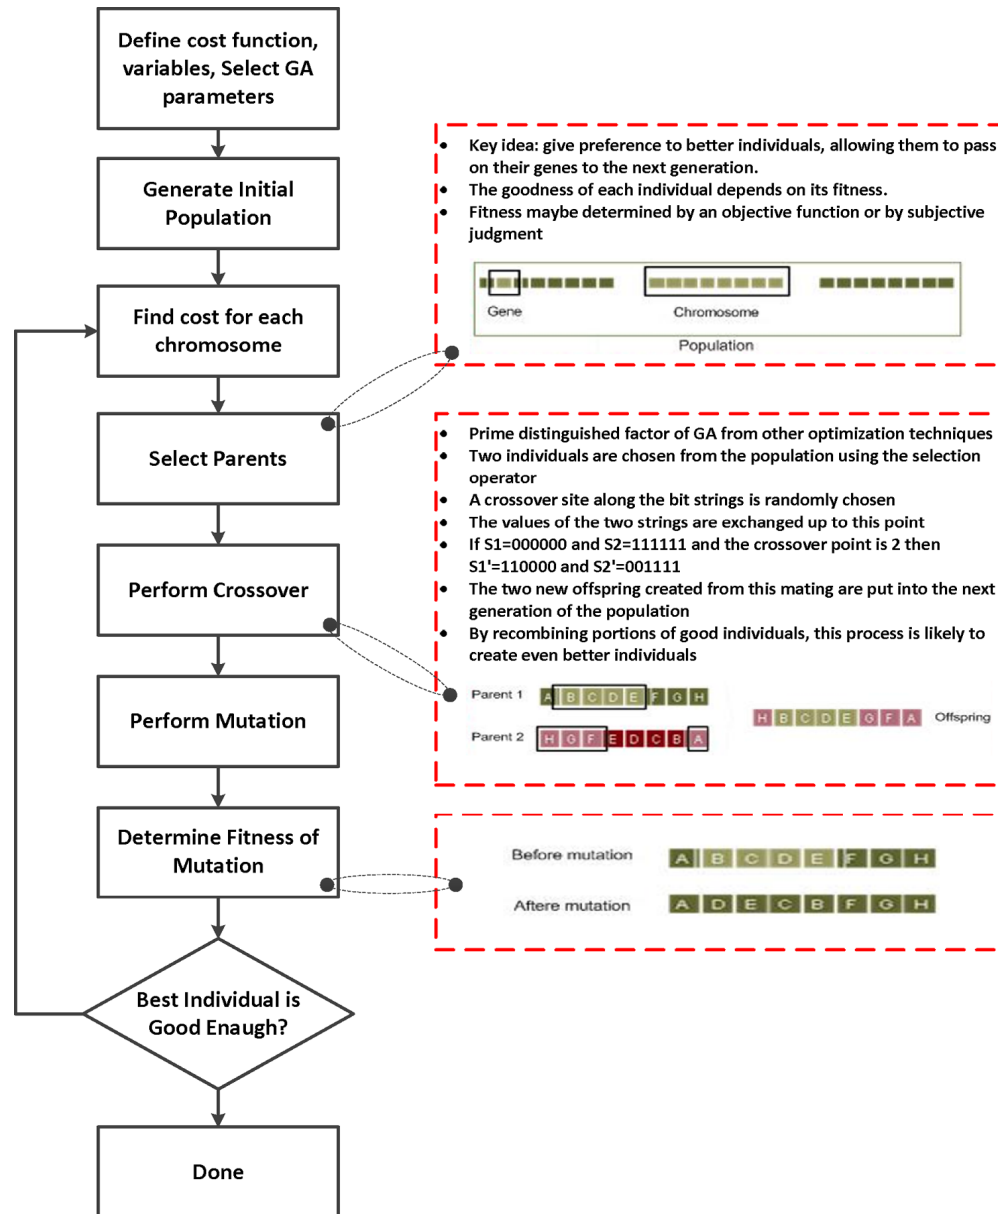 Define cost function,
variables, Select GA
parameters
Generate Initial
Population
Find cost for each
chromosome
Select Parents
Perform Crossover
Perform Mutation
Determine Fitness of
Mutation
Best Individual is
Good Enaugh?
Done
• Key idea: give preference to better individuals, allowing them to pass
on their genes to the next generation.
• The goodness of each individual depends on its fitness.
• Fitness maybe determined by an objective function or by subjective
judgment
Gene
Chromosome
Population
• Prime distinguished factor of GA from other optimization techniques
• Two individuals are chosen from the population using the selection
operator
• A crossover site along the bit strings is randomly chosen
• The values of the two strings are exchanged up to this point
• If S1=000000 and S2=111111 and the crossover point is 2 then
S1'=110000 and S2'=001111
• The two new offspring created from this mating are put into the next
generation of the population
• By recombining portions of good individuals, this process is likely to
create even better individuals
Parent 1 A B C D E F G H
Parent 2 H G F E D C B A
H B C D E G F A Offspring
Before mutation A B C D E F G H
Aftere mutation A D E C B F G H